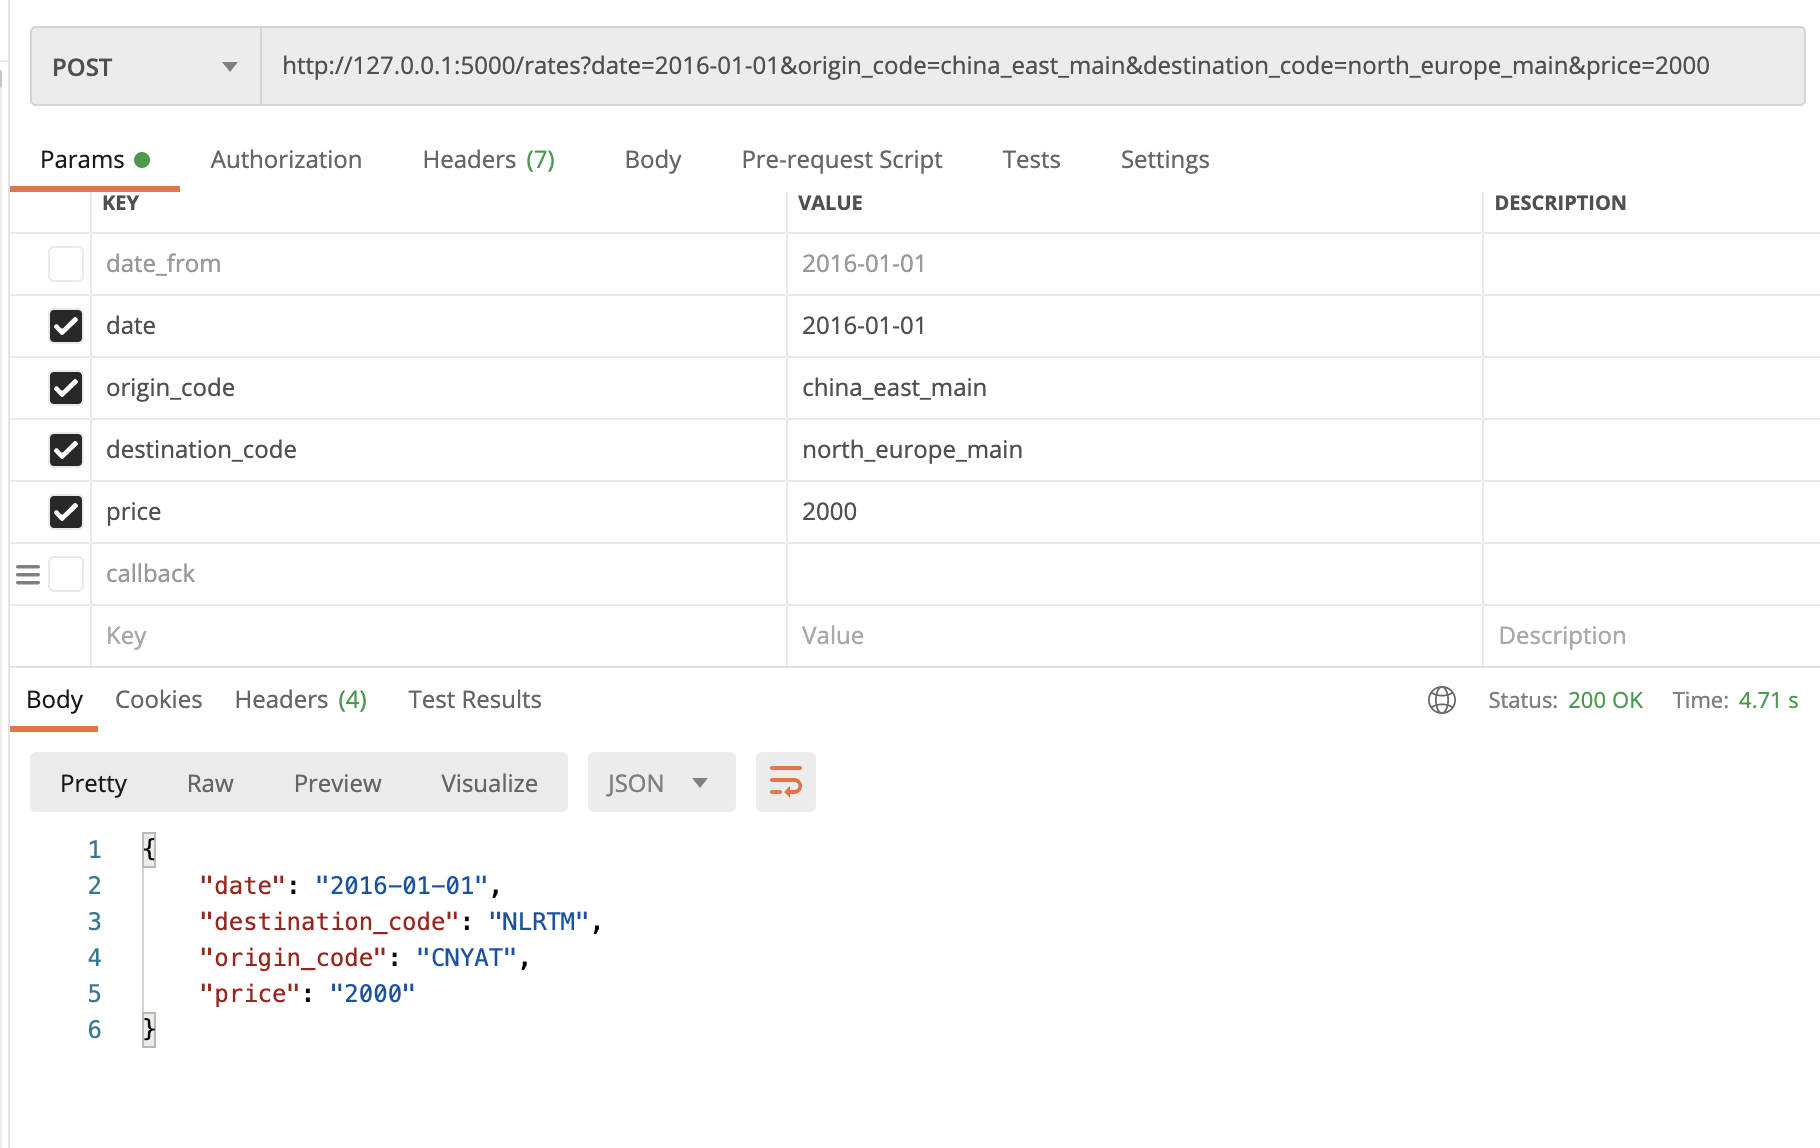 POST http://127.0.0.1:5000/rates?date=2016-01-01&origin_code=china_east_main&destination_code=north_europe_main&price=2000
Params Authorization Headers (7) Body Pre-request Script Tests Settings
KEY VALUE DESCRIPTION
date_from 2016-01-01
date 2016-01-01
origin_code china_east_main
destination_code north_europe_main
price 2000
callback
Key Value Description
Body Cookies Headers (4) Test Results Status: 200 OK Time: 4.71 s
Pretty Raw Preview Visualize JSON
1 {
2 "date": "2016-01-01",
3 "destination_code": "NLRTM",
4 "origin_code": "CNYAT",
5 "price": "2000"
6 }